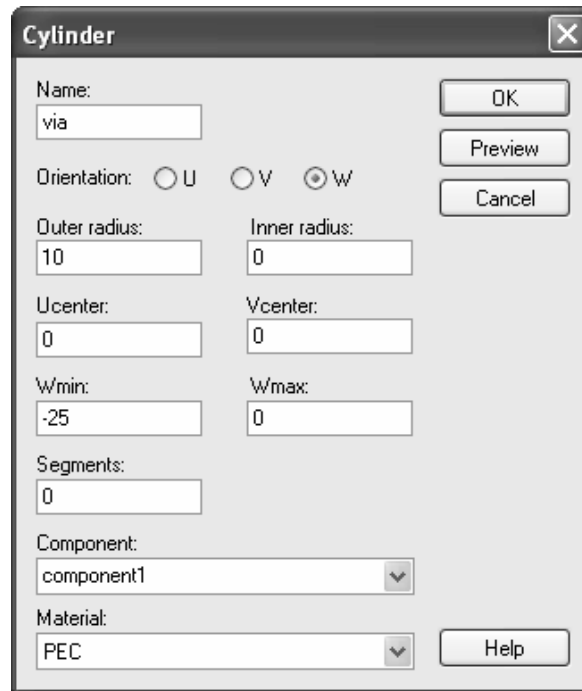 Cylinder
Name:
OK
via
Preview
Orientation: U V W
Cancel
Outer radius: Inner radius:
10 0
Ucenter: Vcenter:
0 0
Wmin: Wmax:
-25 0
Segments:
0
Component:
component1
Material:
PEC Help